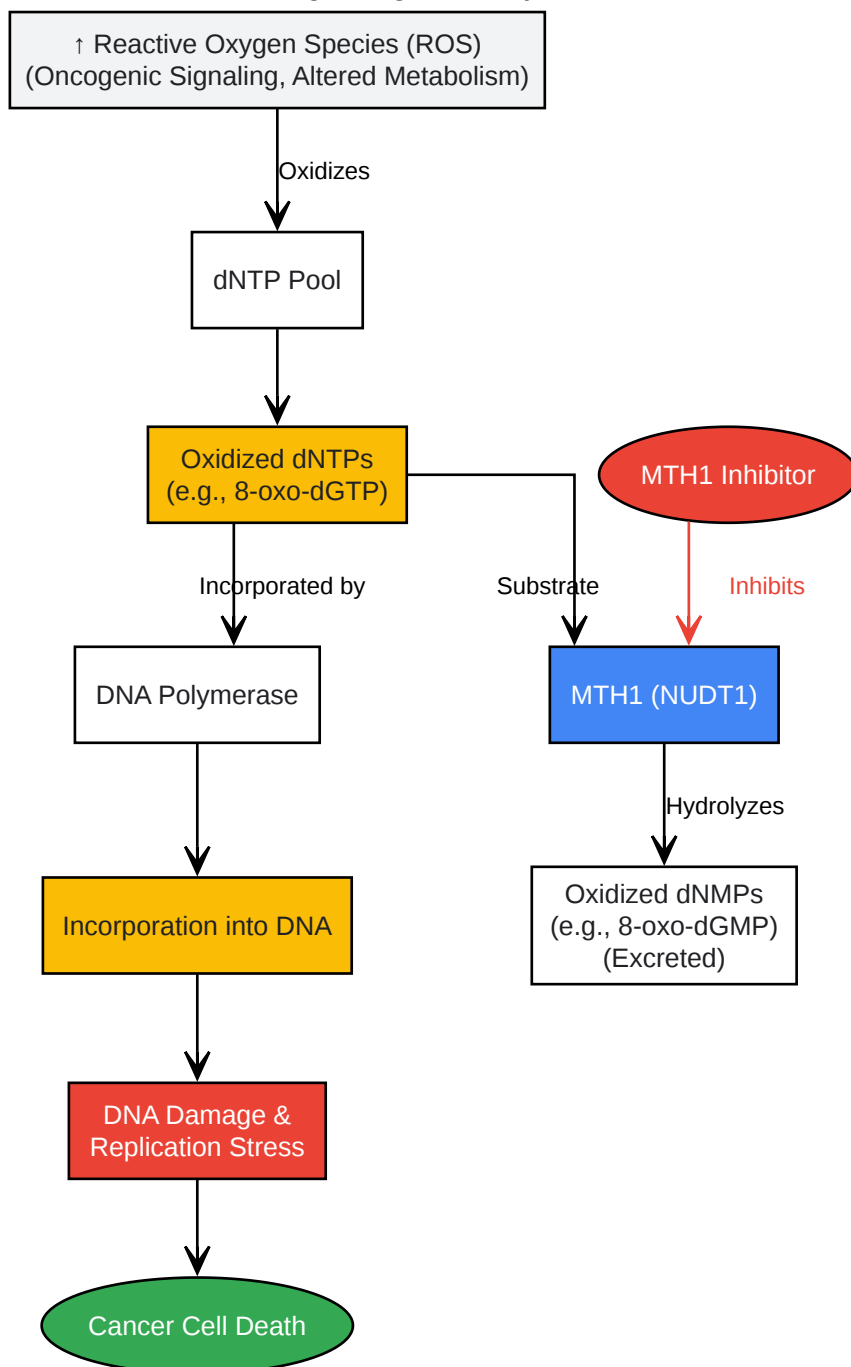 ↑ Reactive Oxygen Species (ROS)
(Oncogenic Signaling, Altered Metabolism)
Oxidizes
dNTP Pool
Oxidized dNTPs
(e.g., 8-oxo-dGTP)
MTH1 Inhibitor
Incorporated by
Substrate
Inhibits
DNA Polymerase
MTH1 (NUDT1)
Hydrolyzes
Incorporation into DNA
Oxidized dNMPs
(e.g., 8-oxo-dGMP)
(Excreted)
DNA Damage &
Replication Stress
Cancer Cell Death